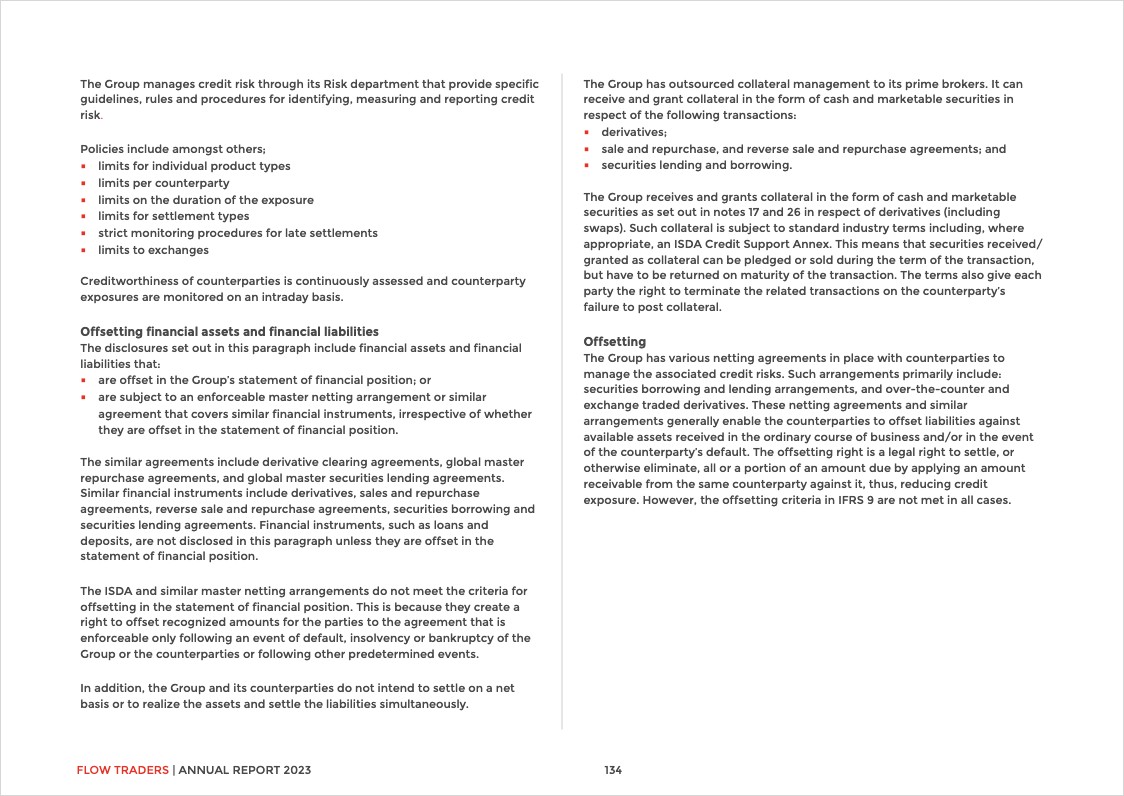 The Group manages credit risk through its Risk department that provide specific
guidelines, rules and procedures for identifying, measuring and reporting credit
risk.
Policies include amongst others;
▪ limits for individual product types
▪ limits per counterparty
▪ limits on the duration of the exposure
▪ limits for settlement types
▪ strict monitoring procedures for late settlements
▪ limits to exchanges
Creditworthiness of counterparties is continuously assessed and counterparty
exposures are monitored on an intraday basis.
Offsetting financial assets and financial liabilities
The disclosures set out in this paragraph include financial assets and financial
liabilities that:
▪ are offset in the Group's statement of financial position; or
▪ are subject to an enforceable master netting arrangement or similar
agreement that covers similar financial instruments, irrespective of whether
they are offset in the statement of financial position.
The similar agreements include derivative clearing agreements, global master
repurchase agreements, and global master securities lending agreements.
Similar financial instruments include derivatives, sales and repurchase
agreements, reverse sale and repurchase agreements, securities borrowing and
securities lending agreements. Financial instruments, such as loans and
deposits, are not disclosed in this paragraph unless they are offset in the
statement of financial position.
The ISDA and similar master netting arrangements do not meet the criteria for
offsetting in the statement of financial position. This is because they create a
right to offset recognized amounts for the parties to the agreement that is
enforceable only following an event of default, insolvency or bankruptcy of the
Group or the counterparties or following other predetermined events.
In addition, the Group and its counterparties do not intend to settle on a net
basis or to realize the assets and settle the liabilities simultaneously.
The Group has outsourced collateral management to its prime brokers. It can
receive and grant collateral in the form of cash and marketable securities in
respect of the following transactions:
▪ derivatives;
▪ sale and repurchase, and reverse sale and repurchase agreements; and
▪ securities lending and borrowing.
The Group receives and grants collateral in the form of cash and marketable
securities as set out in notes 17 and 26 in respect of derivatives (including
swaps). Such collateral is subject to standard industry terms including, where
appropriate, an ISDA Credit Support Annex. This means that securities received/
granted as collateral can be pledged or sold during the term of the transaction,
but have to be returned on maturity of the transaction. The terms also give each
party the right to terminate the related transactions on the counterparty's
failure to post collateral.
Offsetting
The Group has various netting agreements in place with counterparties to
manage the associated credit risks. Such arrangements primarily include:
securities borrowing and lending arrangements, and over-the-counter and
exchange traded derivatives. These netting agreements and similar
arrangements generally enable the counterparties to offset liabilities against
available assets received in the ordinary course of business and/or in the event
of the counterparty's default. The offsetting right is a legal right to settle, or
otherwise eliminate, all or a portion of an amount due by applying an amount
receivable from the same counterparty against it, thus, reducing credit
exposure. However, the offsetting criteria in IFRS 9 are not met in all cases.
FLOW TRADERS | ANNUAL REPORT 2023
134